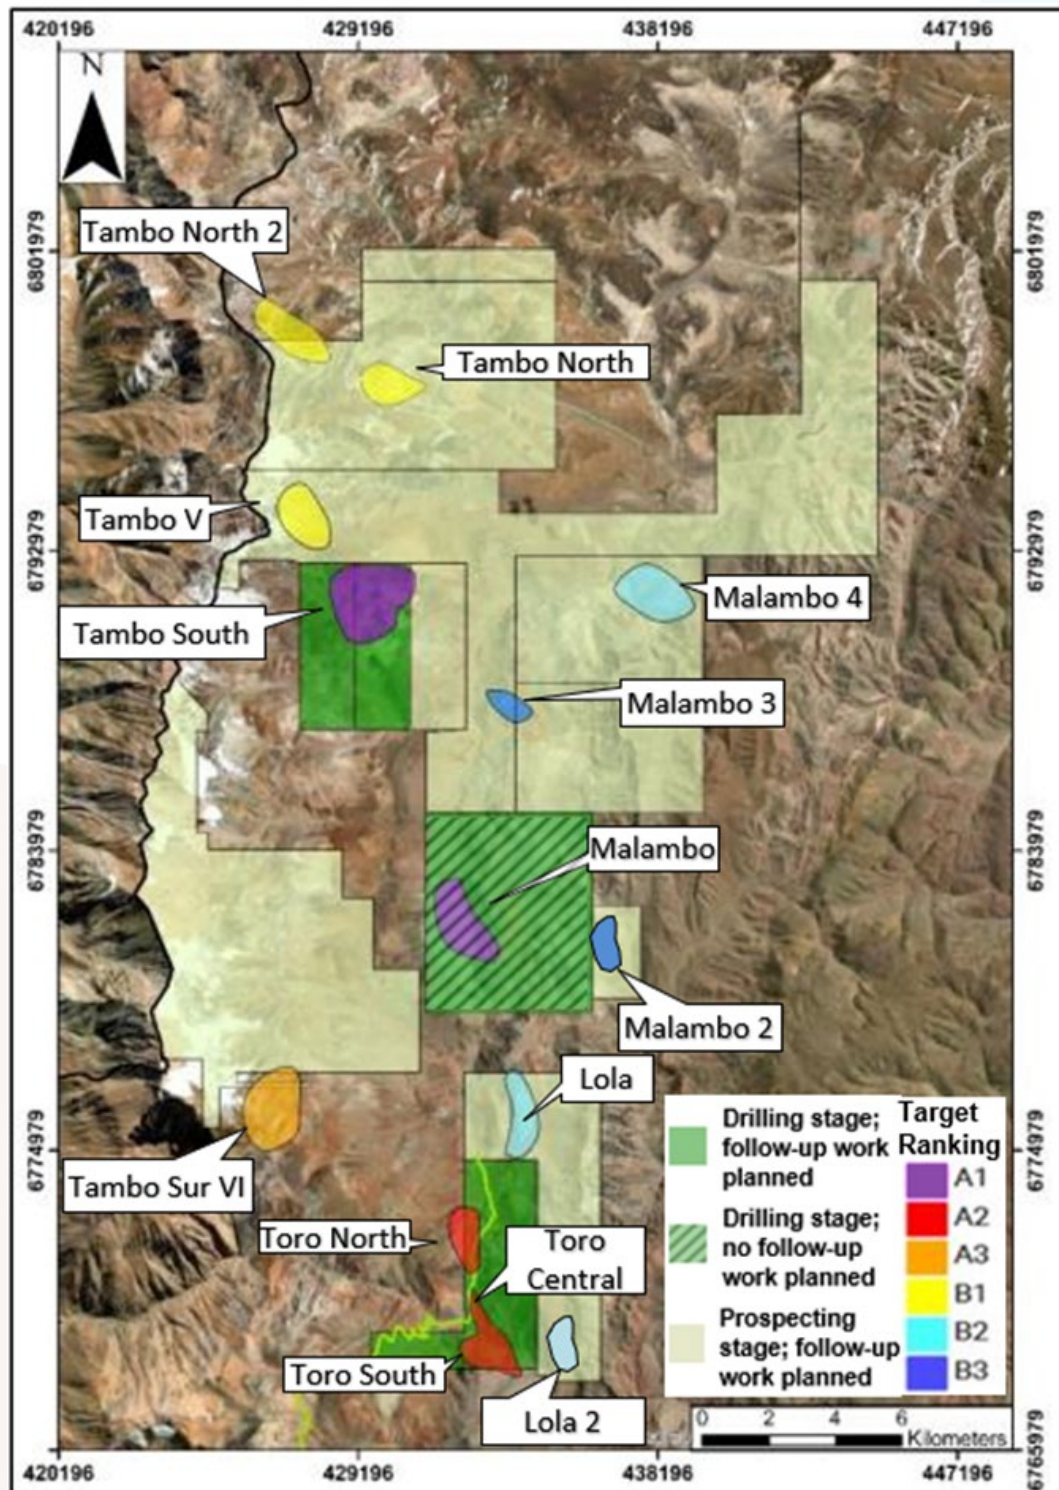 420196
429196
438196
447196
N
Tambo North 2
6801979
6801979
Tambo North
Tambo V
6792979
6792979
Malambo 4
Tambo South
Malambo 3
6783979
Malambo
6783979
Malambo 2
Lola
6774979
6774979
Tambo Sur VI
Toro North
Toro
Central
Toro South
Lola 2
Drilling stage;
follow-up work
planned
Drilling stage;
no follow-up
work planned
Prospecting
stage; follow-up
work planned
Target
Ranking
A1
A2
A3
B1
B2
B3
0 2 4 6
Kilometers
6765979
420196
429196
438196
447196